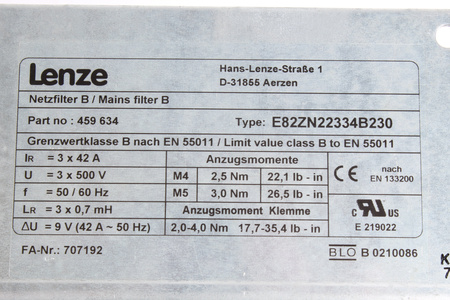 Lenze
Hans-Lenze-Straße 1
D-31855 Aerzen
Netzfilter B / Mains filter B
Part no : 459 634 Type: E82ZN22334B230
Grenzwertklasse B nach EN 55011 / Limit value class B to EN 55011
IR = 3 x 42 A Anzugsmomente
U = 3 x 500 V M4 2,5 Nm 22,1 lb - in
f = 50 / 60 Hz M5 3,0 Nm 26,5 lb - in
LR = 3 x 0,7 mH Anzugsmoment Klemme
ΔU = 9 V (42 A ~ 50 Hz) 2,0-4,0 Nm 17,7-35,4 lb - in
CE nach
EN 133200
c RU US
E 219022
FA-Nr.: 707192 BLO B 0210086
K
7